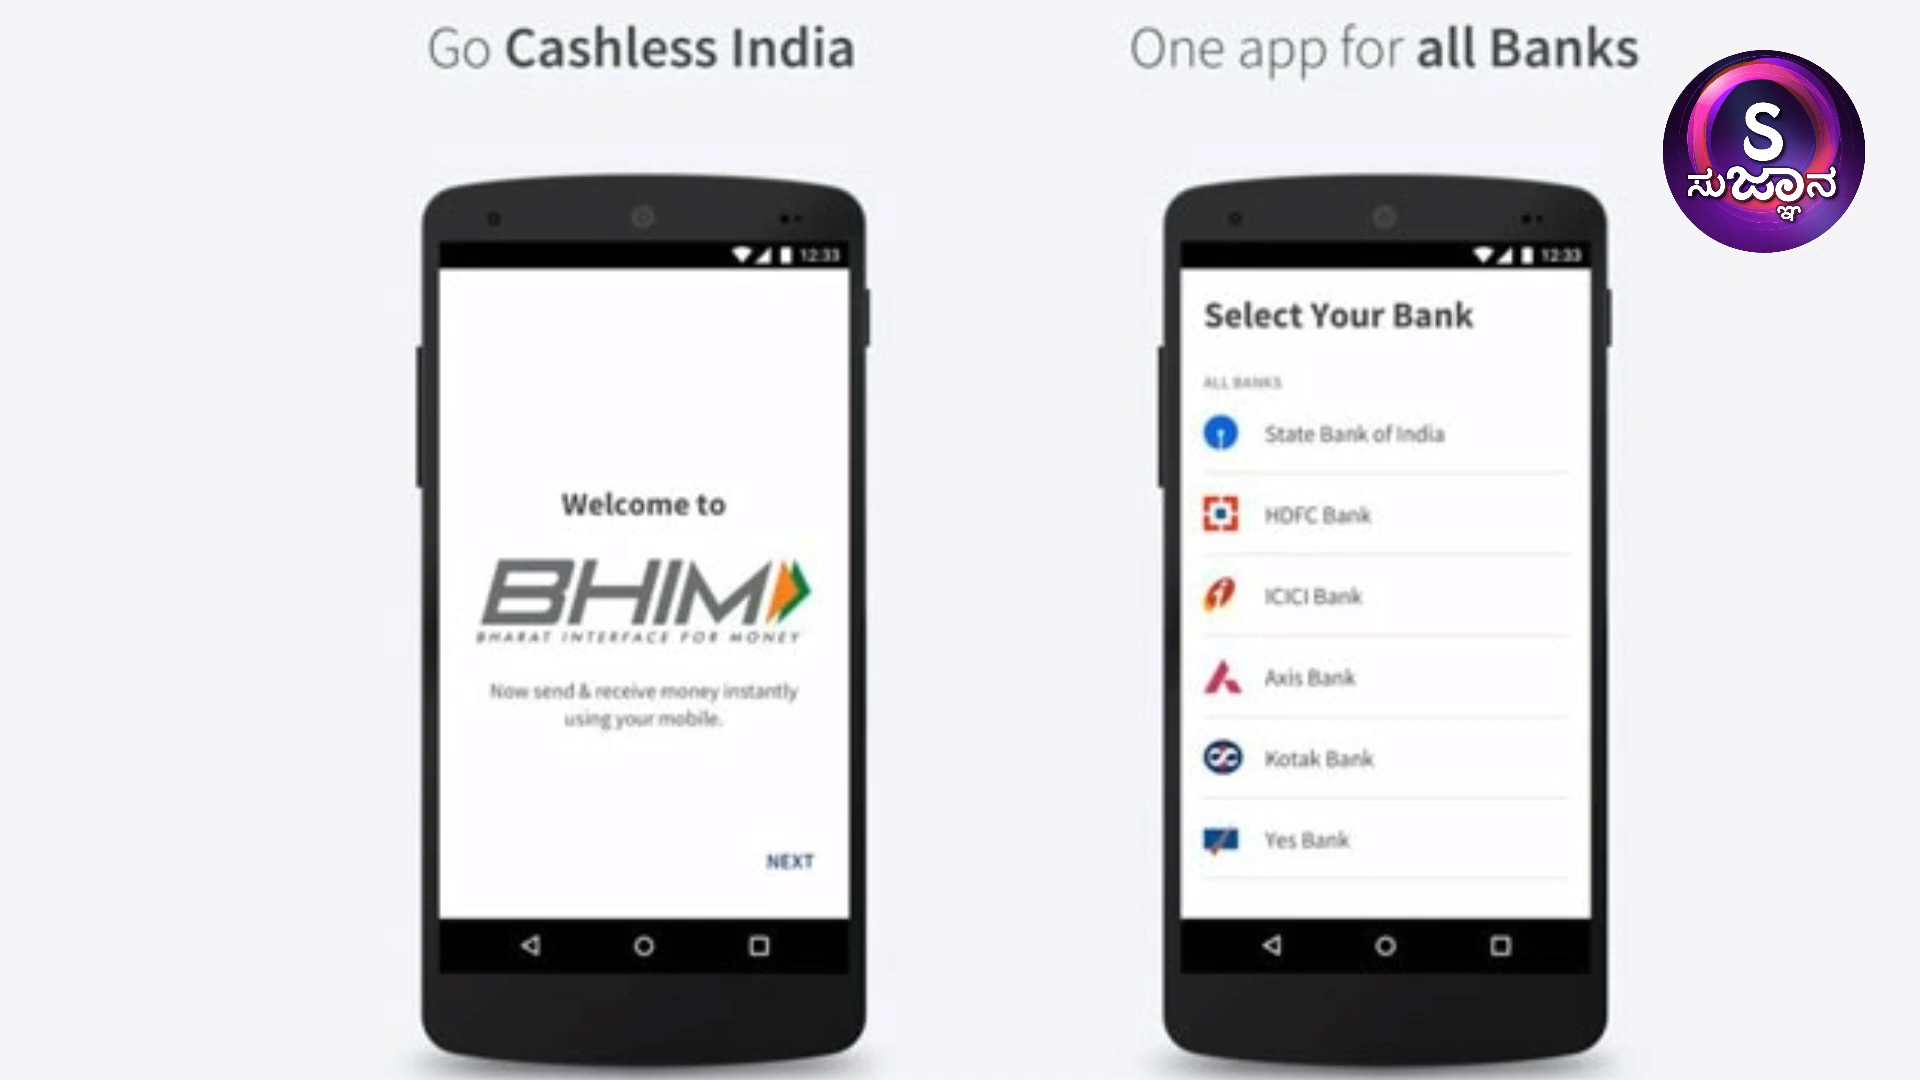 Go Cashless India
One app for all Banks
S
ಸುಜ್ಞಾನ
12:33
Welcome to
BHIM
BHARAT INTERFACE FOR MONEY
Now send & receive money instantly
using your mobile.
NEXT
12:33
Select Your Bank
ALL BANKS
State Bank of India
HDFC Bank
ICICI Bank
Axis Bank
Kotak Bank
Yes Bank